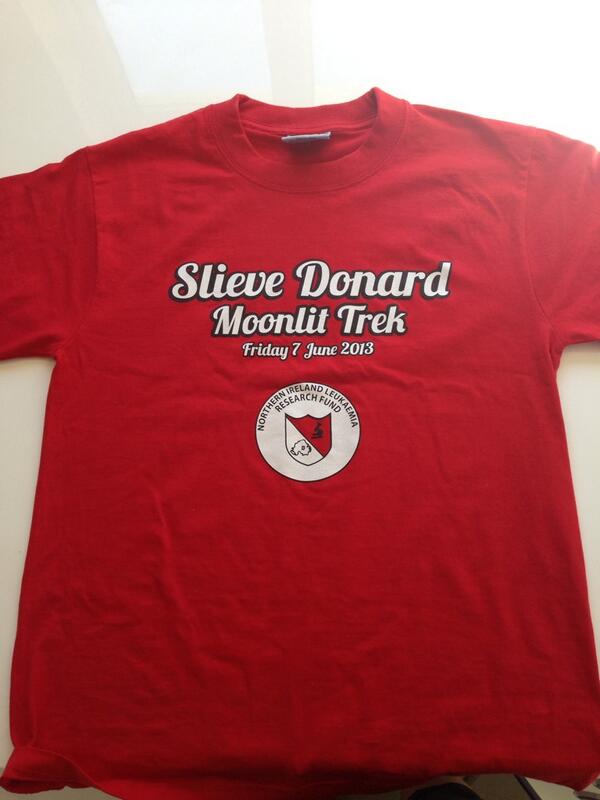 Slieve Donard
Moonlit Trek
Friday 7 June 2013
NORTHERN IRELAND LEUKAEMIA
RESEARCH FUND